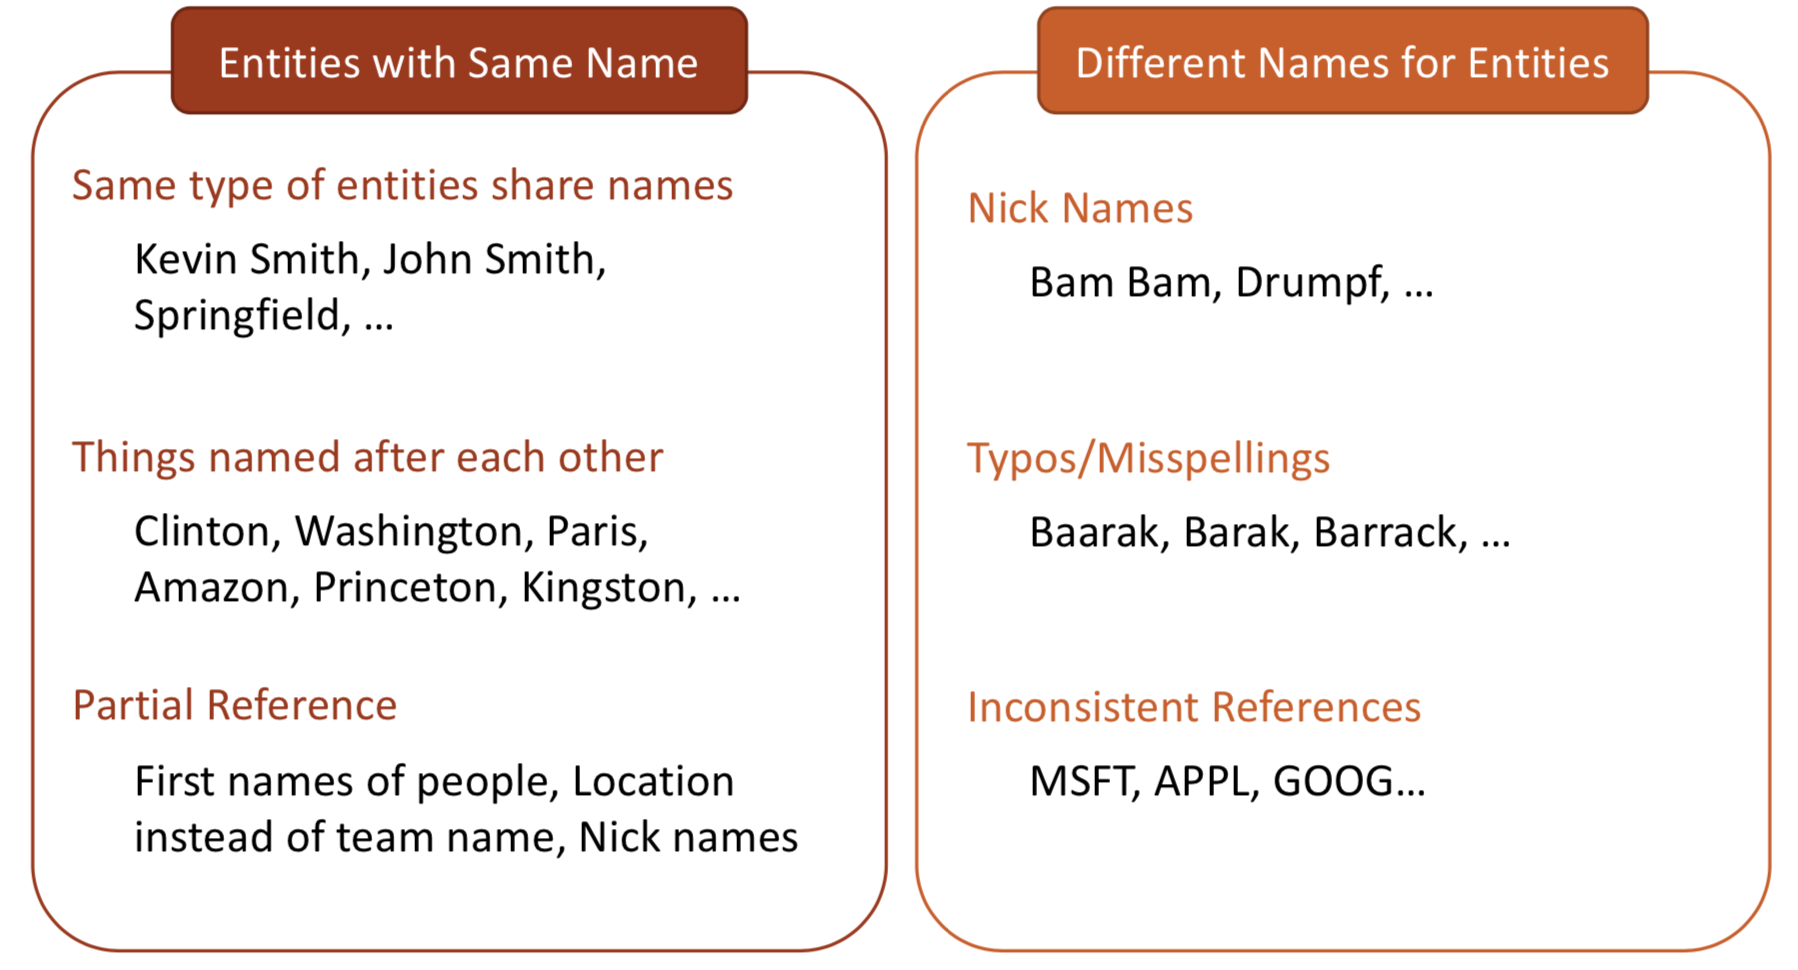 Entities with Same Name
Same type of entities share names
Kevin Smith, John Smith,
Springfield, ...
Things named after each other
Clinton, Washington, Paris,
Amazon, Princeton, Kingston, ...
Partial Reference
First names of people, Location
instead of team name, Nick names
Different Names for Entities
Nick Names
Bam Bam, Drumpf, ...
Typos/Misspellings
Baarak, Barak, Barrack, ...
Inconsistent References
MSFT, APPL, GOOG...